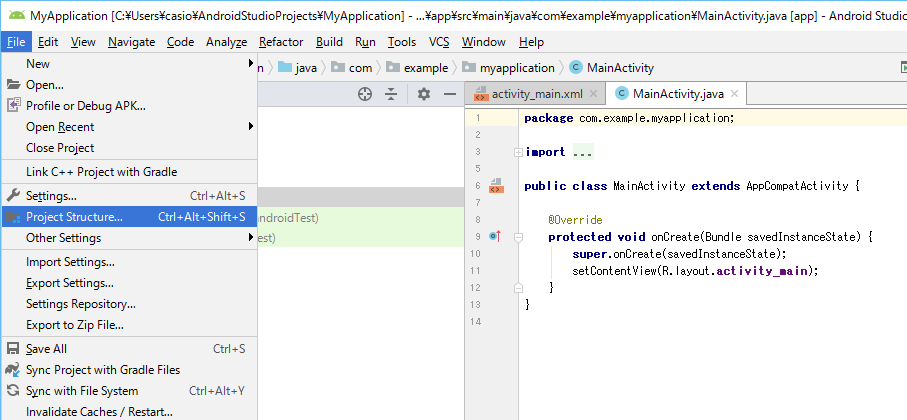 MyApplication [C:¥Users¥casio¥AndroidStudioProjects¥MyApplication] - ...¥app¥src¥main¥java¥com¥example¥myapplication¥MainActivity.java [app] - Android Studio
File Edit View Navigate Code Analyze Refactor Build Run Tools VCS Window Help
n java com example myapplication MainActivity
New
Open...
Profile or Debug APK...
Open Recent
Close Project
Link C++ Project with Gradle
Settings... Ctrl+Alt+S
Project Structure... Ctrl+Alt+Shift+S
Other Settings
Import Settings...
Export Settings...
Settings Repository...
Export to Zip File...
Save All Ctrl+S
Sync Project with Gradle Files
Sync with File System Ctrl+Alt+Y
Invalidate Caches / Restart...
androidTest)
est)
activity_main.xml MainActivity.java
1 package com.example.myapplication;
2
3 import ...
5
6 public class MainActivity extends AppCompatActivity {
7
8 @Override
9 protected void onCreate(Bundle savedInstanceState) {
10 super.onCreate(savedInstanceState);
11 setContentView(R.layout.activity_main);
12 }
13 }
14